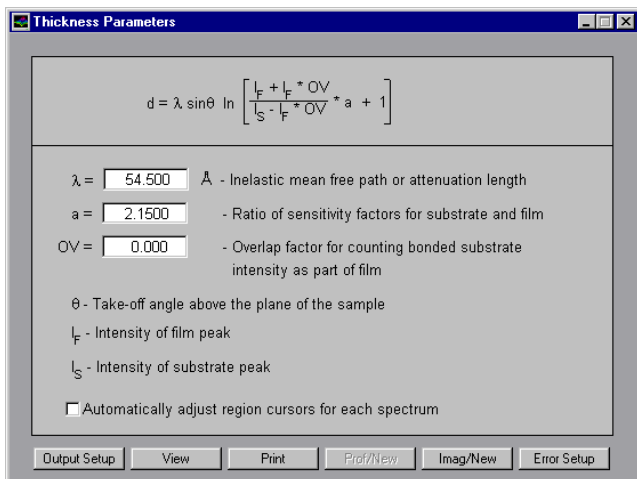 Thickness Parameters
d = λ sinθ ln [ (I_F + I_F * OV) / (I_S - I_F * OV) * a + 1 ]
λ = 54.500 Å - Inelastic mean free path or attenuation length
a = 2.1500 - Ratio of sensitivity factors for substrate and film
OV = 0.000 - Overlap factor for counting bonded substrate
intensity as part of film
θ - Take-off angle above the plane of the sample
I_F - Intensity of film peak
I_S - Intensity of substrate peak
Automatically adjust region cursors for each spectrum
Output Setup View Print Prof/New Imag/New Error Setup